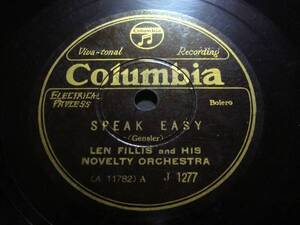 Viva-tonal Recording
Columbia
ELECTRICAL
PROCESS
Bolero
SPEAK EASY
(Gensler)
LEN FILLIS and HIS
NOVELTY ORCHESTRA
(A 11782) A J 1277